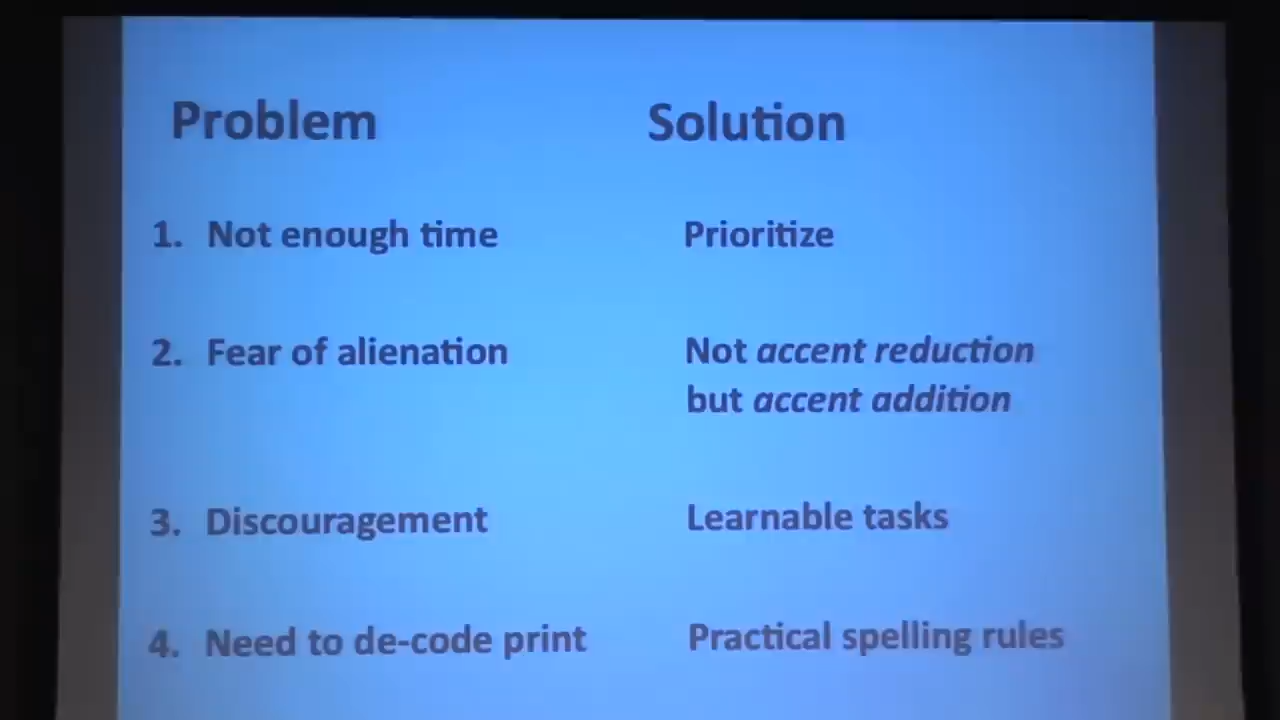 Problem Solution
1. Not enough time Prioritize
2. Fear of alienation Not accent reduction
but accent addition
3. Discouragement Learnable tasks
4. Need to de-code print Practical spelling rules